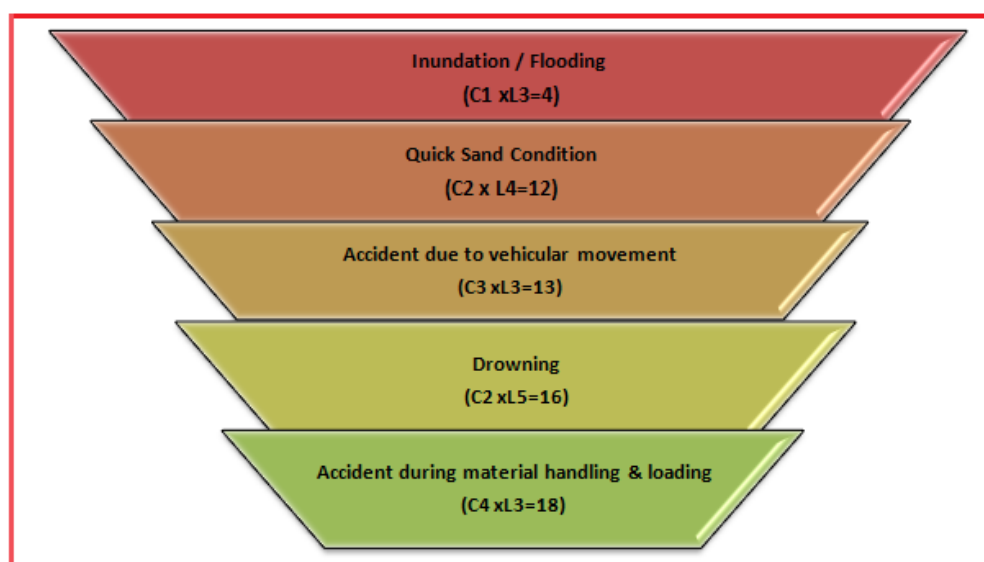 Inundation / Flooding
(C1 xL3=4)
Quick Sand Condition
(C2 x L4=12)
Accident due to vehicular movement
(C3 xL3=13)
Drowning
(C2 xL5=16)
Accident during material handling & loading
(C4 xL3=18)